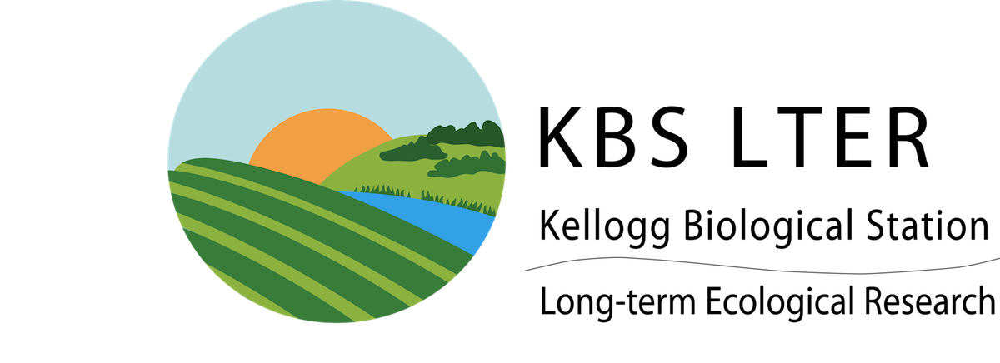 KBS LTER
Kellogg Biological Station
Long-term Ecological Research